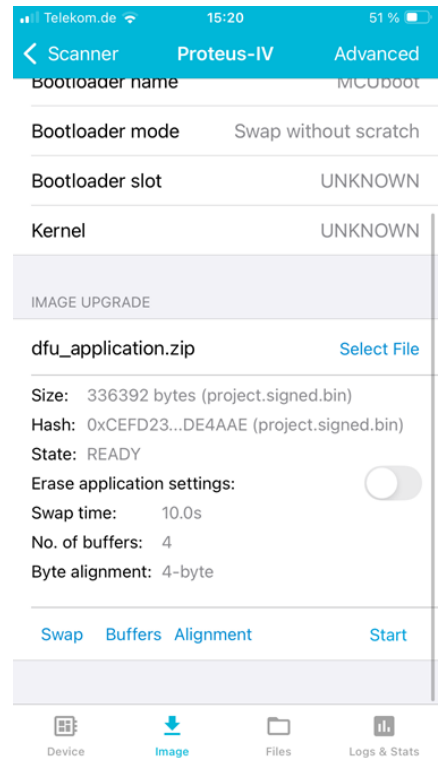 Telekom.de 15:20 51 %
Scanner Proteus-IV Advanced
Bootloader name MCUboot
Bootloader mode Swap without scratch
Bootloader slot UNKNOWN
Kernel UNKNOWN
IMAGE UPGRADE
dfu_application.zip Select File
Size: 336392 bytes (project.signed.bin)
Hash: 0xCEFD23...DE4AAE (project.signed.bin)
State: READY
Erase application settings:
Swap time: 10.0s
No. of buffers: 4
Byte alignment: 4-byte
Swap Buffers Alignment Start
Device Image Files Logs & Stats